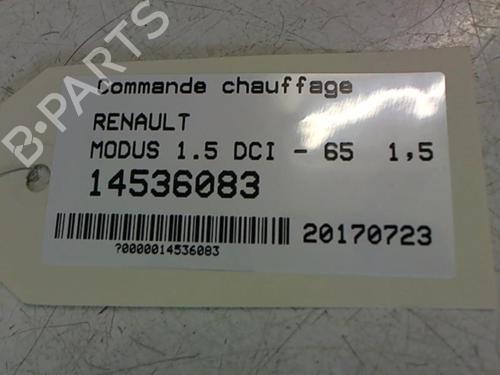 B-PARTS
Commande chauffage
RENAULT
MODUS 1.5 DCI - 65 1,5
14536083
20170723
?0000014536083